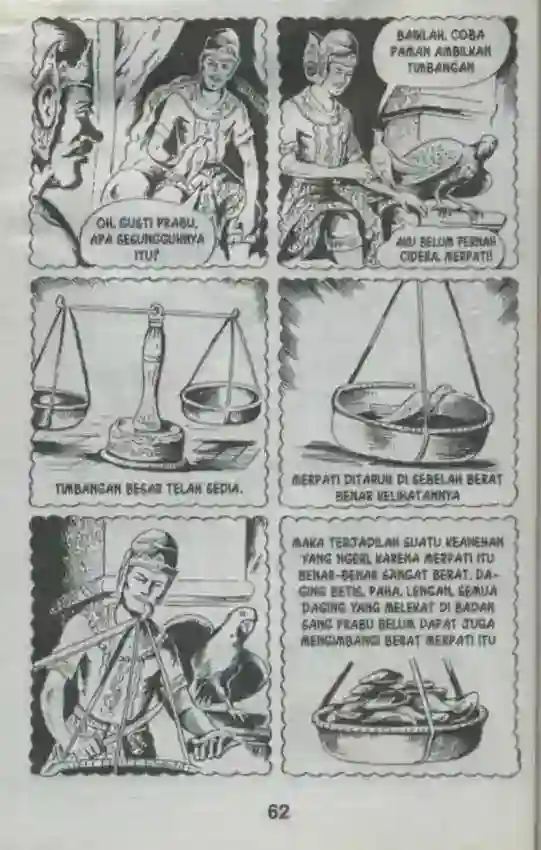 OH, GUSTI PRABU,
APA SESUNGGUHNYA
ITU?
BAIKLAH, COBA
PAMAN AMBILKAN
TIMBANGAN
AKU BELUM PERNAH
CIDERA, MERPATI!
TIMBANGAN BESAR TELAH SEDIA.
MERPATI DITARUH DI SEBELAH BERAT
BENAR KELIHATANNYA
MAKA TERJADILAH SUATU KEANEHAN
YANG NGERI, KARENA MERPATI ITU
BENAR-BENAR SANGAT BERAT. DA-
GING BETIS, PAHA, LENGAN, SEMUA
DAGING YANG MELEKAT DI BADAN
SANG PRABU BELUM DAPAT JUGA
MENGIMBANGI BERAT MERPATI ITU
62